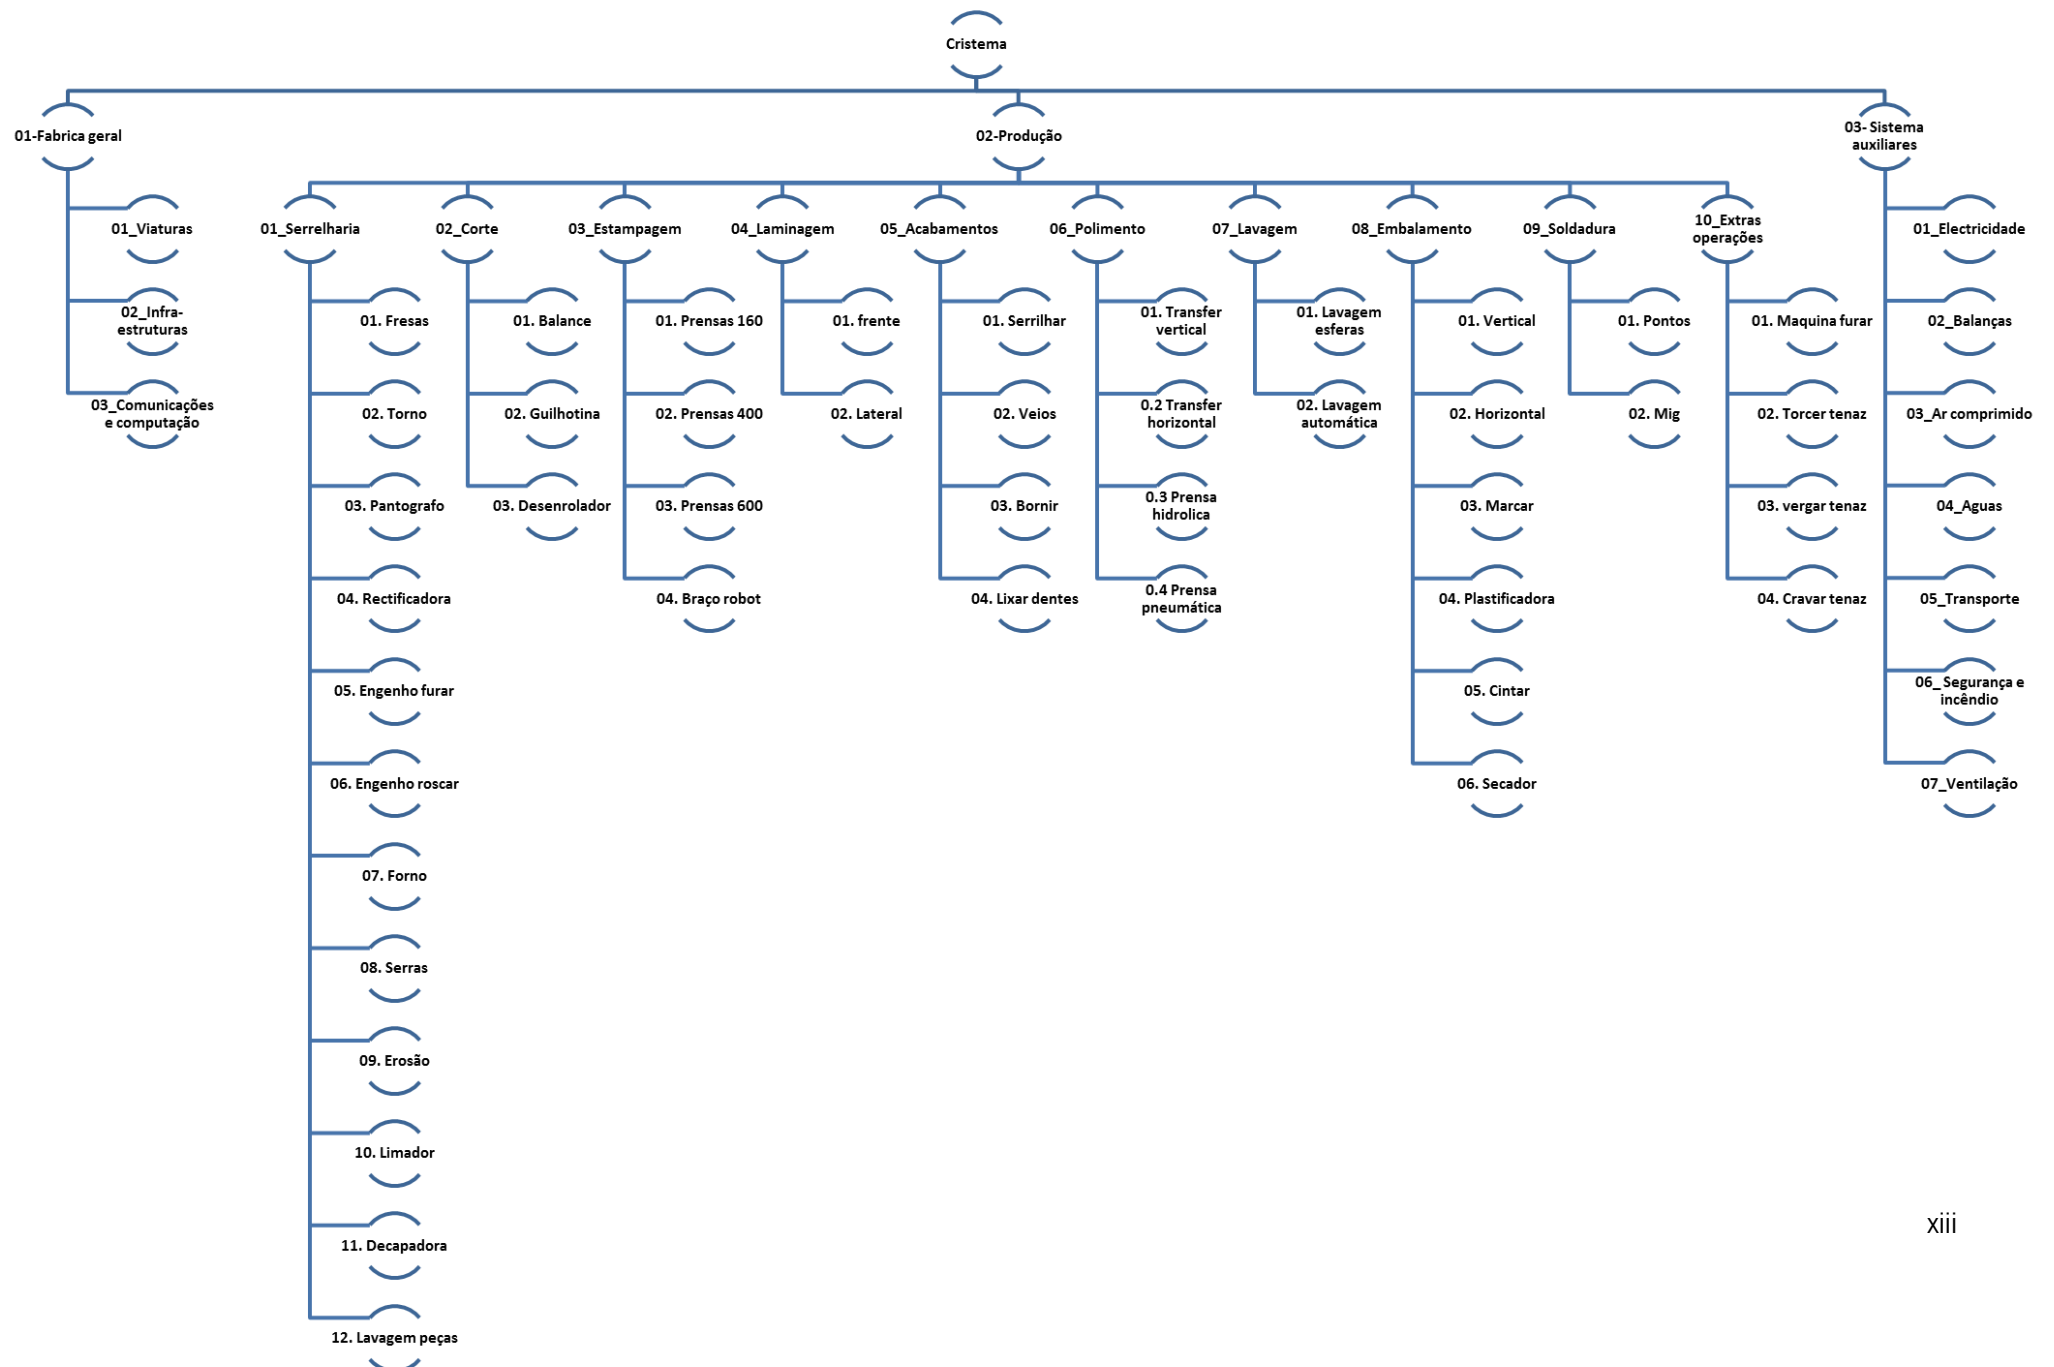 Cristema
01-Fabrica geral
02-Produção
03- Sistema
auxiliares
01_Viaturas
02_Infra-
estruturas
03_Comunicações
e computação
01_Serrelharia
01. Fresas
02. Torno
03. Pantografo
04. Rectificadora
05. Engenho furar
06. Engenho roscar
07. Forno
08. Serras
09. Erosão
10. Limador
11. Decapadora
12. Lavagem peças
02_Corte
01. Balance
02. Guilhotina
03. Desenrolador
03_Estampagem
01. Prensas 160
02. Prensas 400
03. Prensas 600
04. Braço robot
04_Laminagem
01. frente
02. Lateral
05_Acabamentos
01. Serrilhar
02. Veios
03. Bornir
04. Lixar dentes
06_Polimento
01. Transfer
vertical
0.2 Transfer
horizontal
0.3 Prensa
hidrolica
0.4 Prensa
pneumática
07_Lavagem
01. Lavagem
esferas
02. Lavagem
automática
08_Embalamento
01. Vertical
02. Horizontal
03. Marcar
04. Plastificadora
05. Cintar
06. Secador
09_Soldadura
01. Pontos
02. Mig
10_Extras
operações
01. Maquina furar
02. Torcer tenaz
03. vergar tenaz
04. Cravar tenaz
01_Electricidade
02_Balanças
03_Ar comprimido
04_Aguas
05_Transporte
06_Segurança e
incêndio
07_Ventilação
xiii